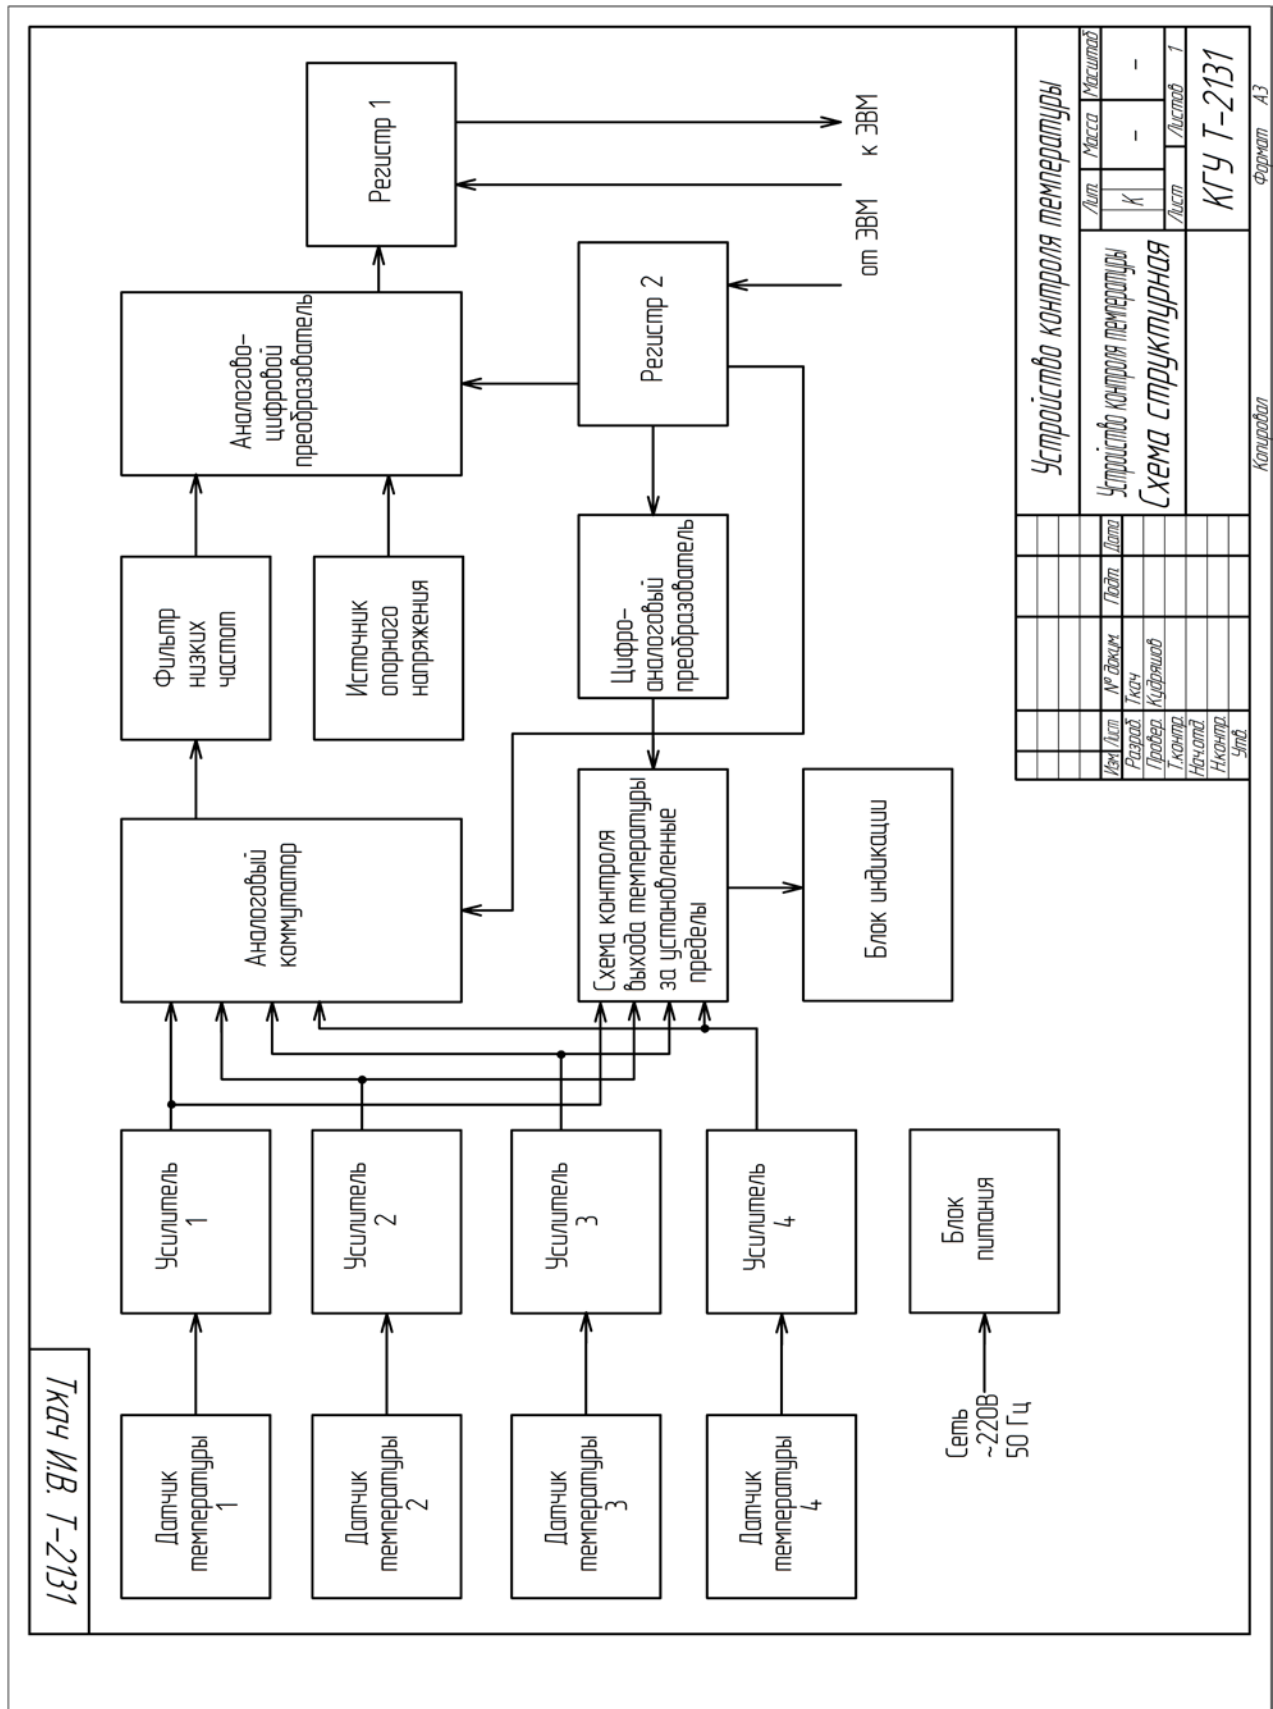 Ткач И.В. Т-2131
Датчик
температуры
1
Усилитель
1
Аналоговый
коммутатор
Фильтр
низких
частот
Аналогово-
цифровой
преобразователь
Регистр 1
Датчик
температуры
2
Усилитель
2
Источник
опорного
напряжения
Датчик
температуры
3
Усилитель
3
Схема контроля
выхода температуры
за установленные
пределы
Цифро-
аналоговый
преобразователь
Регистр 2
Датчик
температуры
4
Усилитель
4
Блок индикации
от ЭВМ
к ЭВМ
Сеть
~220В
50 Гц
Блок
питания
Устройство контроля температуры
Изм Лист № докум. Подп. Дата
Разраб. Ткач
Провер. Кудряшов
Т.контр.
Нач.отд.
Н.контр.
Утв.
Устройство контроля температуры
Схема структурная
Лит. Масса Масштаб
К – –
Лист Листов 1
КГУ Т-2131
Копировал Формат А3